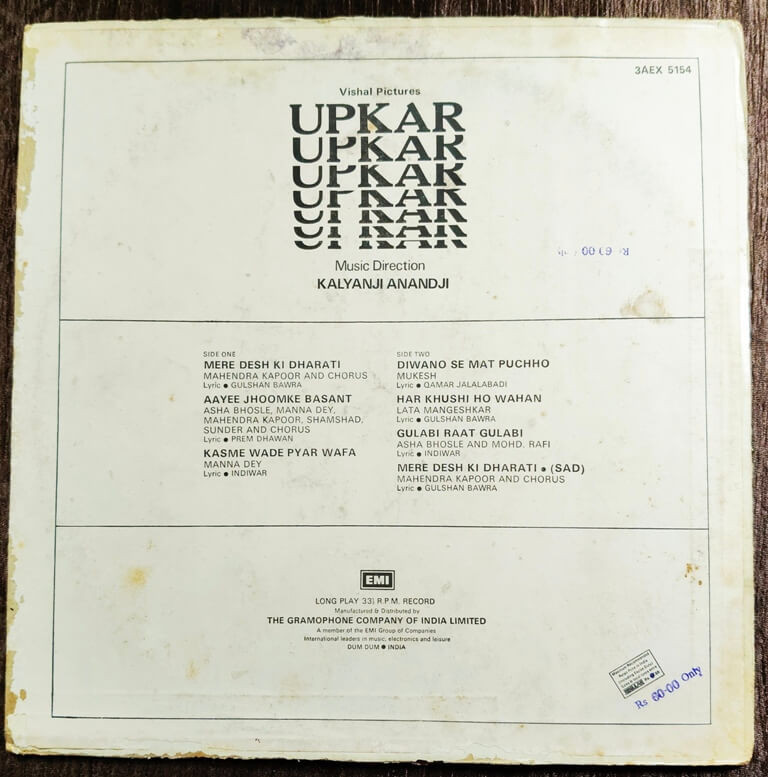 3AEX 5154
Vishal Pictures
UPKAR
UPKAR
UPKAR
UPKAR
UPKAR
UPKAR
UPKAR
Rs 60.00
Music Direction
KALYANJI ANANDJI
SIDE ONE
MERE DESH KI DHARATI
MAHENDRA KAPOOR AND CHORUS
Lyric ● GULSHAN BAWRA
AAYEE JHOOMKE BASANT
ASHA BHOSLE, MANNA DEY,
MAHENDRA KAPOOR, SHAMSHAD,
SUNDER AND CHORUS
Lyric ● PREM DHAWAN
KASME WADE PYAR WAFA
MANNA DEY
Lyric ● INDIWAR
SIDE TWO
DIWANO SE MAT PUCHHO
MUKESH
Lyric ● QAMAR JALALABADI
HAR KHUSHI HO WAHAN
LATA MANGESHKAR
Lyric ● GULSHAN BAWRA
GULABI RAAT GULABI
ASHA BHOSLE AND MOHD. RAFI
Lyric ● INDIWAR
MERE DESH KI DHARATI ● (SAD)
MAHENDRA KAPOOR AND CHORUS
Lyric ● GULSHAN BAWRA
EMI
LONG PLAY 33⅓ R.P.M. RECORD
Manufactured & Distributed by
THE GRAMOPHONE COMPANY OF INDIA LIMITED
A member of the EMI Group of Companies
International leaders in music, electronics and leisure
DUM DUM ● INDIA
Rs 60-00 Only